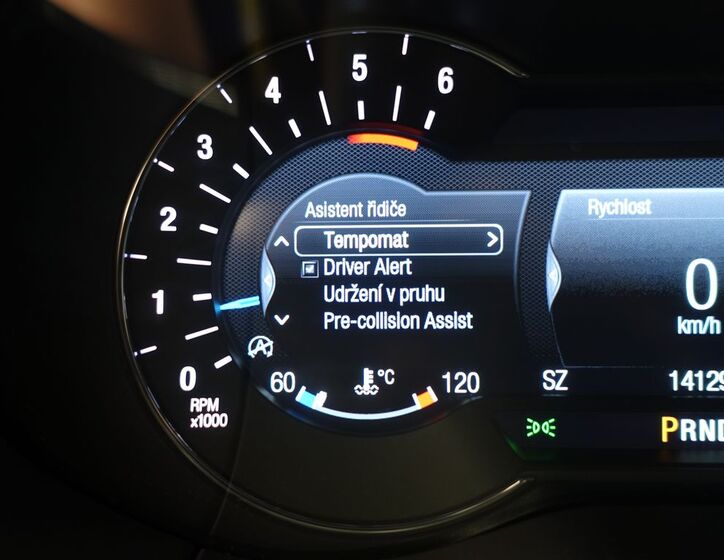 6
5
4
3
2
1
0
RPM
x1000
Asistent řidiče
Tempomat
Driver Alert
Udržení v pruhu
Pre-collision Assist
60 °C 120
Rychlost
0
km/h
SZ 14129
PRND